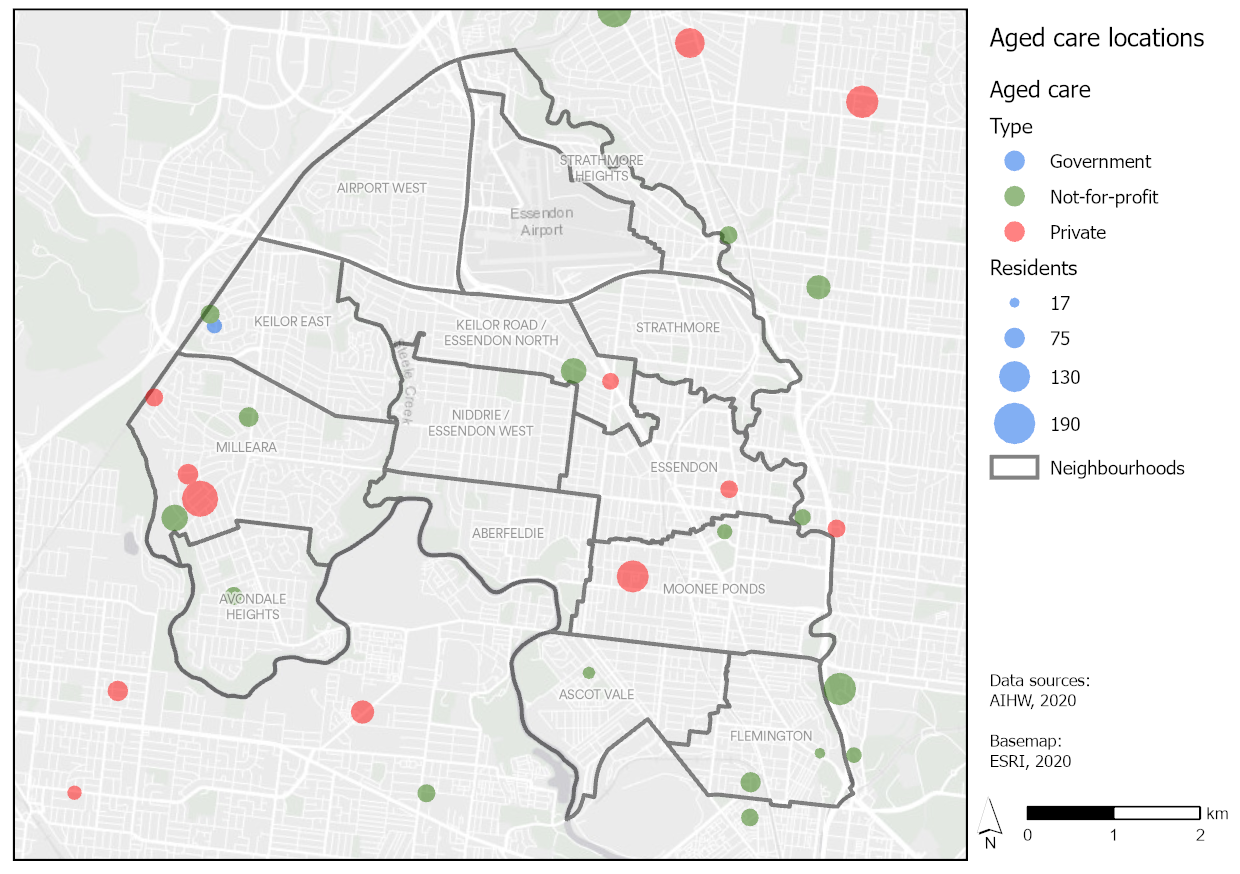 STRATHMORE
HEIGHTS
AIRPORT WEST
Essendon
Airport
KEILOR EAST
KEILOR ROAD /
ESSENDON NORTH
STRATHMORE
Steele Creek
NIDDRIE /
ESSENDON WEST
MILLEARA
ESSENDON
ABERFELDIE
MOONEE PONDS
AVONDALE
HEIGHTS
ASCOT VALE
FLEMINGTON
Aged care locations
Aged care
Type
Government
Not-for-profit
Private
Residents
17
75
130
190
Neighbourhoods
Data sources:
AIHW, 2020
Basemap:
ESRI, 2020
N
km
0 1 2